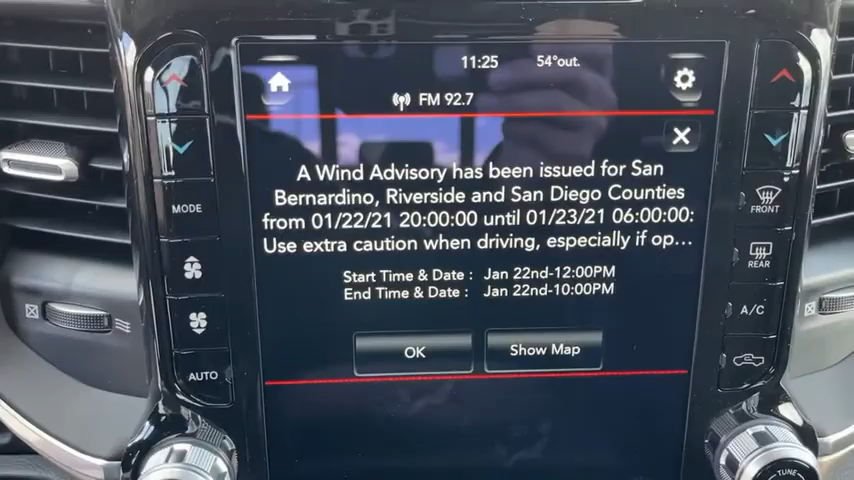 11:25 54°out.
FM 92.7
A Wind Advisory has been issued for San
Bernardino, Riverside and San Diego Counties
from 01/22/21 20:00:00 until 01/23/21 06:00:00:
Use extra caution when driving, especially if op...
Start Time & Date : Jan 22nd-12:00PM
End Time & Date : Jan 22nd-10:00PM
OK Show Map
MODE
AUTO
FRONT
REAR
A/C
TUNE